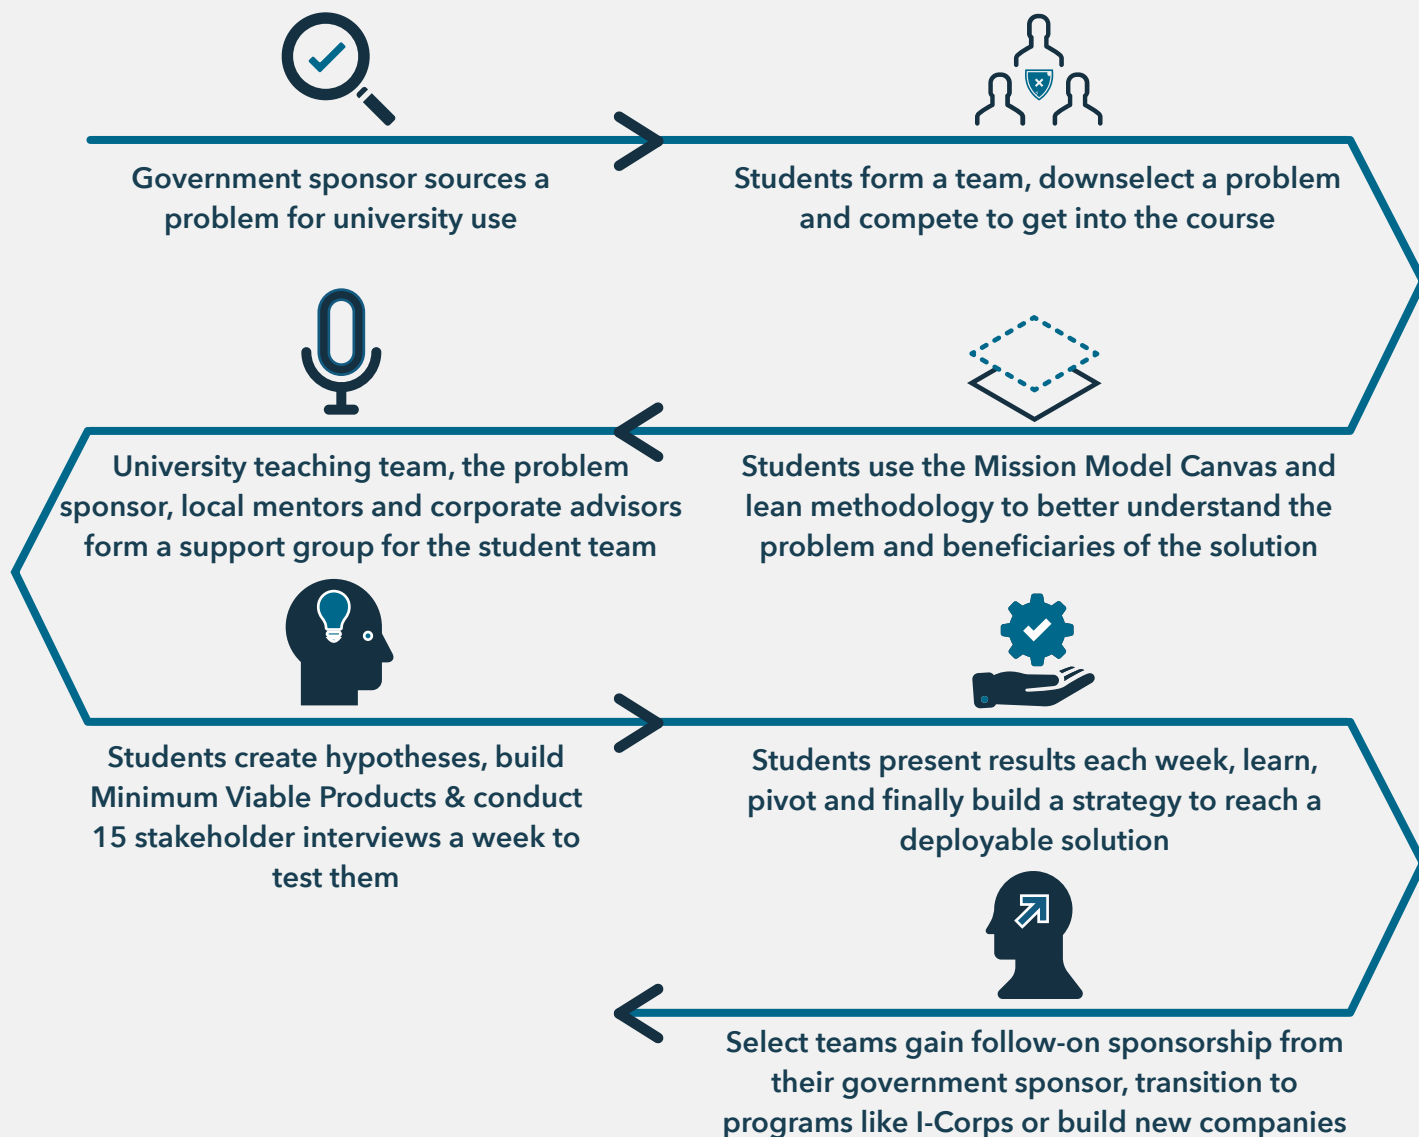 Government sponsor sources a
problem for university use
Students form a team, downselect a problem
and compete to get into the course
Students use the Mission Model Canvas and
lean methodology to better understand the
problem and beneficiaries of the solution
University teaching team, the problem
sponsor, local mentors and corporate advisors
form a support group for the student team
Students create hypotheses, build
Minimum Viable Products & conduct
15 stakeholder interviews a week to
test them
Students present results each week, learn,
pivot and finally build a strategy to reach a
deployable solution
Select teams gain follow-on sponsorship from
their government sponsor, transition to
programs like I-Corps or build new companies